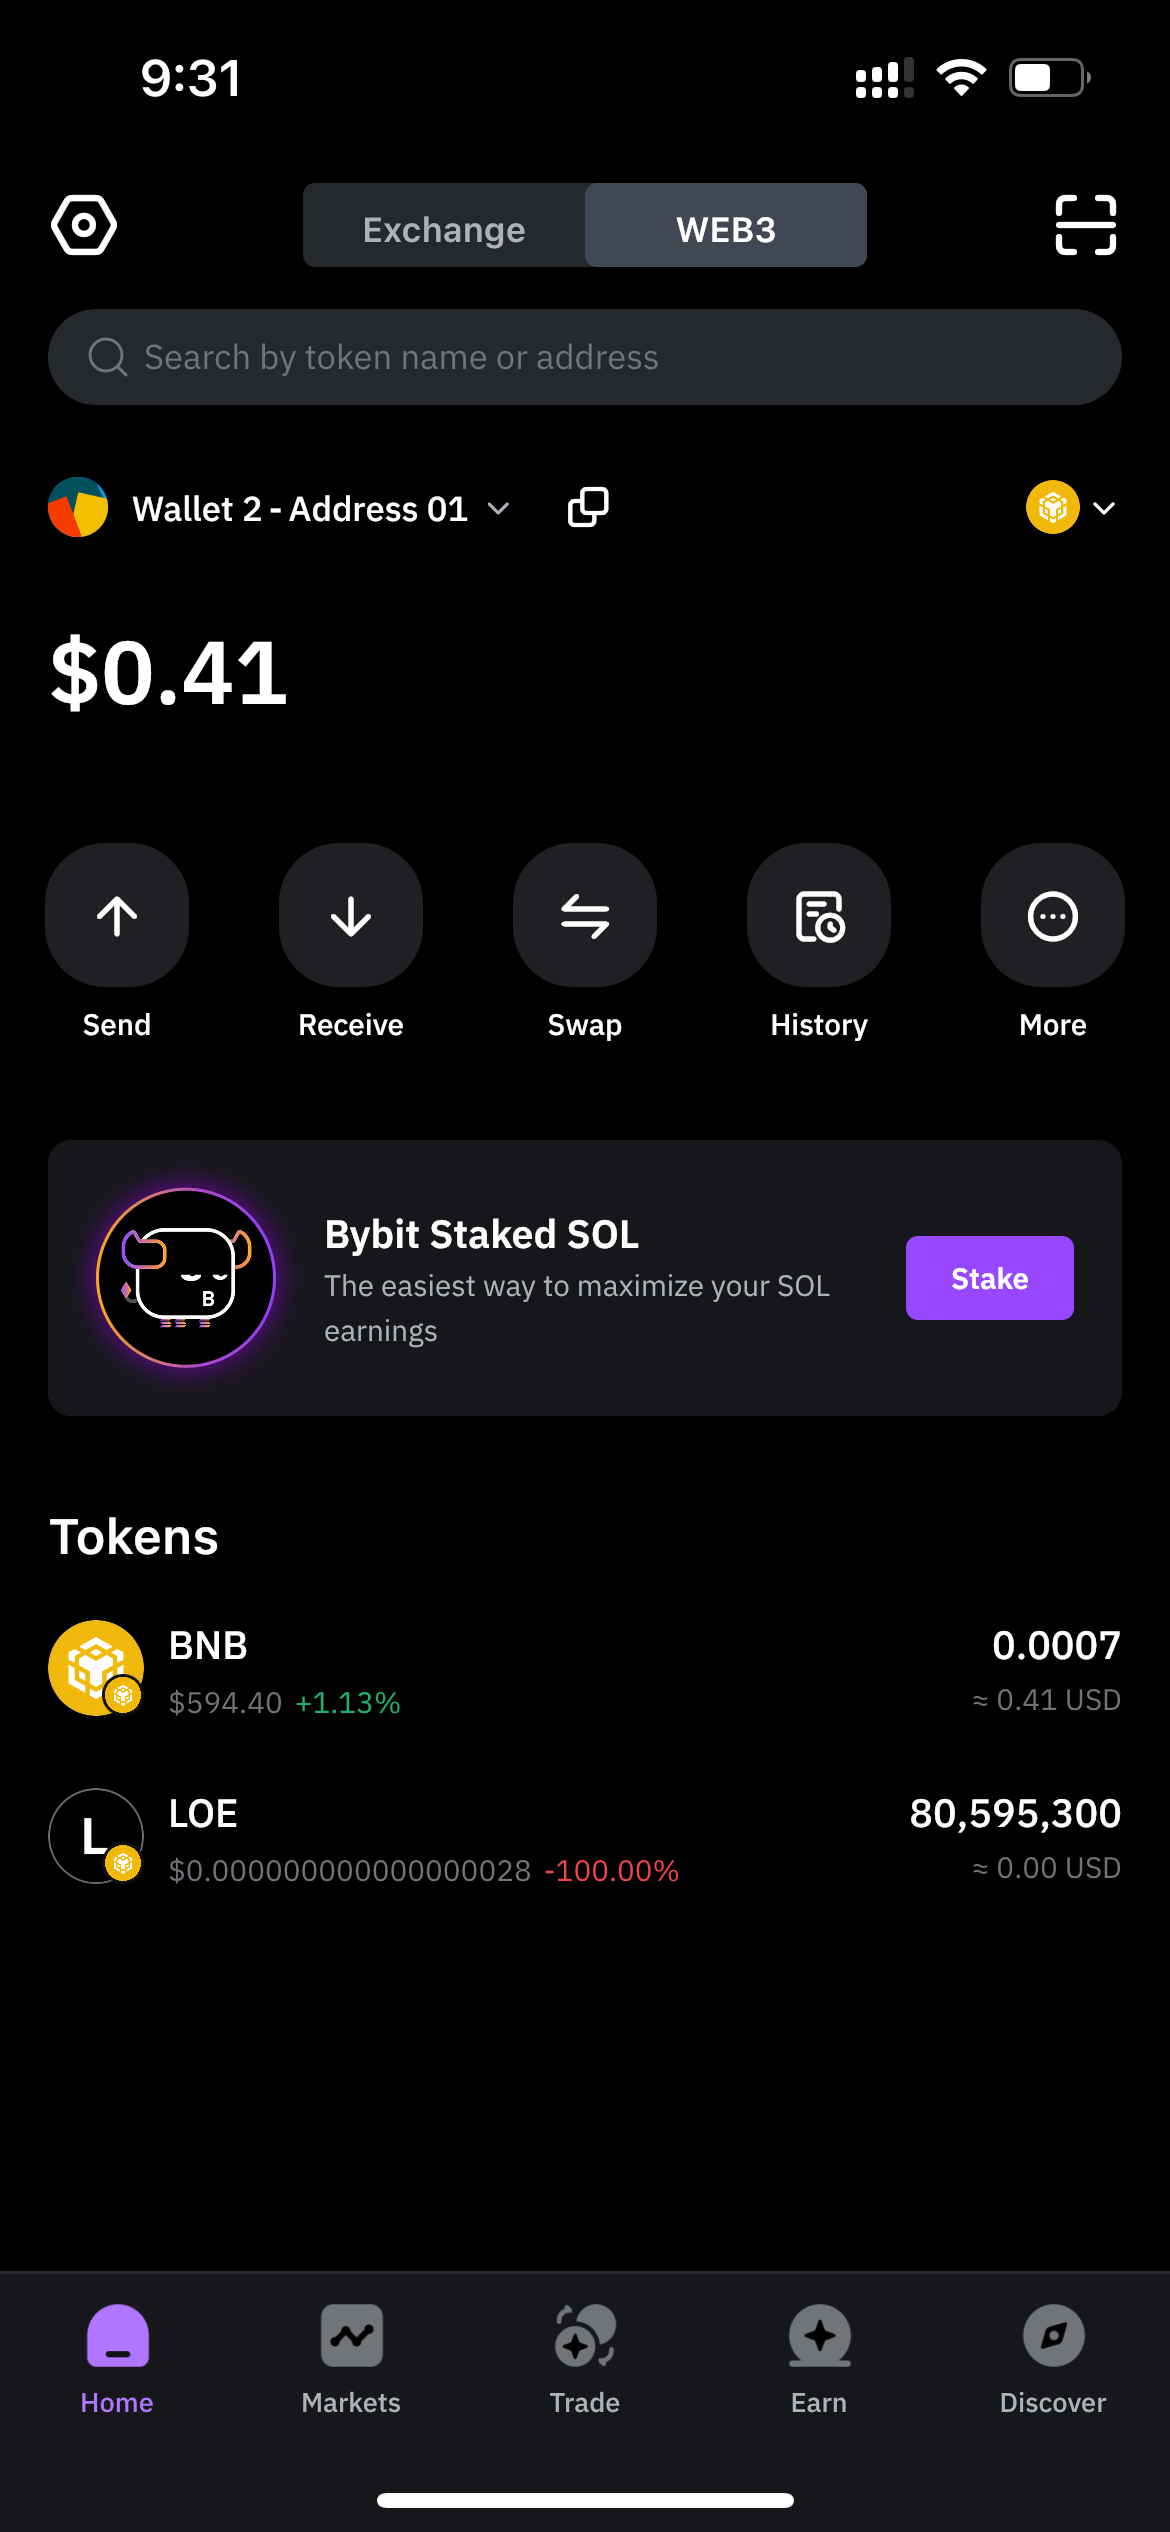 9:31
Exchange
WEB3
Search by token name or address
Wallet 2 - Address 01
$0.41
Send
Receive
Swap
History
More
B
Bybit Staked SOL
The easiest way to maximize your SOL
earnings
Stake
Tokens
BNB
0.0007
$594.40 +1.13%
≈ 0.41 USD
L
LOE
80,595,300
$0.000000000000000028 -100.00%
≈ 0.00 USD
Home
Markets
Trade
Earn
Discover